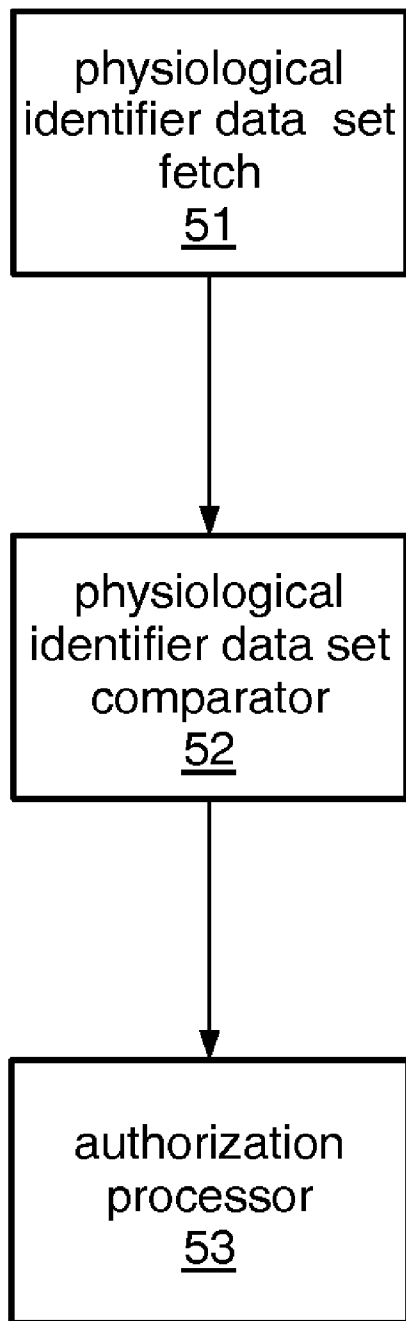 physiological
identifier data set
fetch
51
physiological
identifier data set
comparator
52
authorization
processor
53